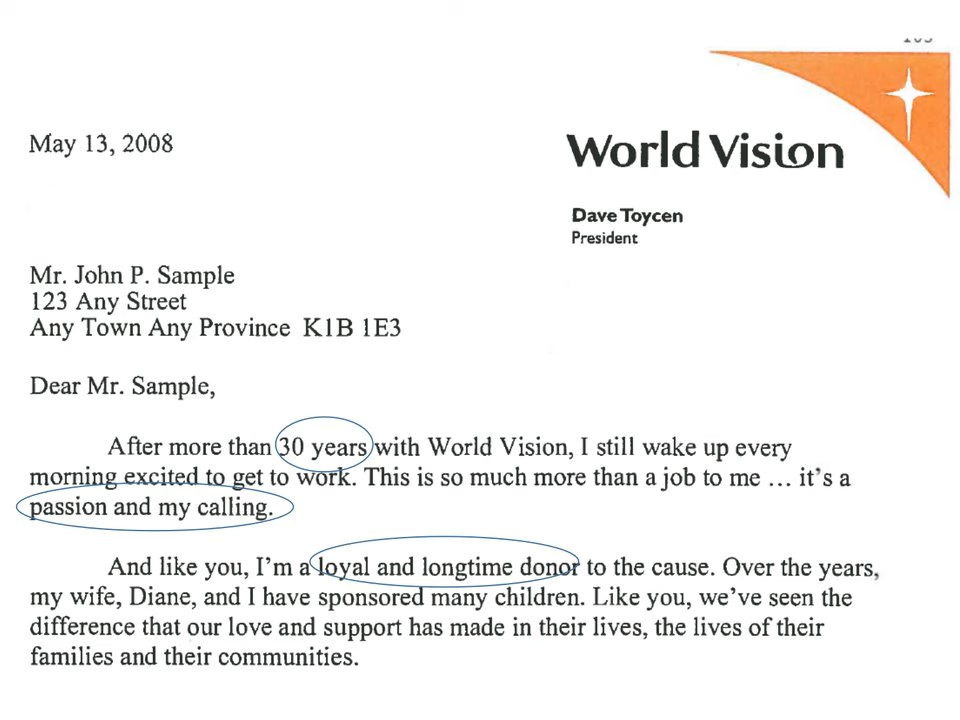 May 13, 2008
World Vision
Dave Toycen
President
Mr. John P. Sample
123 Any Street
Any Town Any Province K1B 1E3
Dear Mr. Sample,
After more than 30 years with World Vision, I still wake up every
morning excited to get to work. This is so much more than a job to me … it's a
passion and my calling.
And like you, I'm a loyal and longtime donor to the cause. Over the years,
my wife, Diane, and I have sponsored many children. Like you, we've seen the
difference that our love and support has made in their lives, the lives of their
families and their communities.